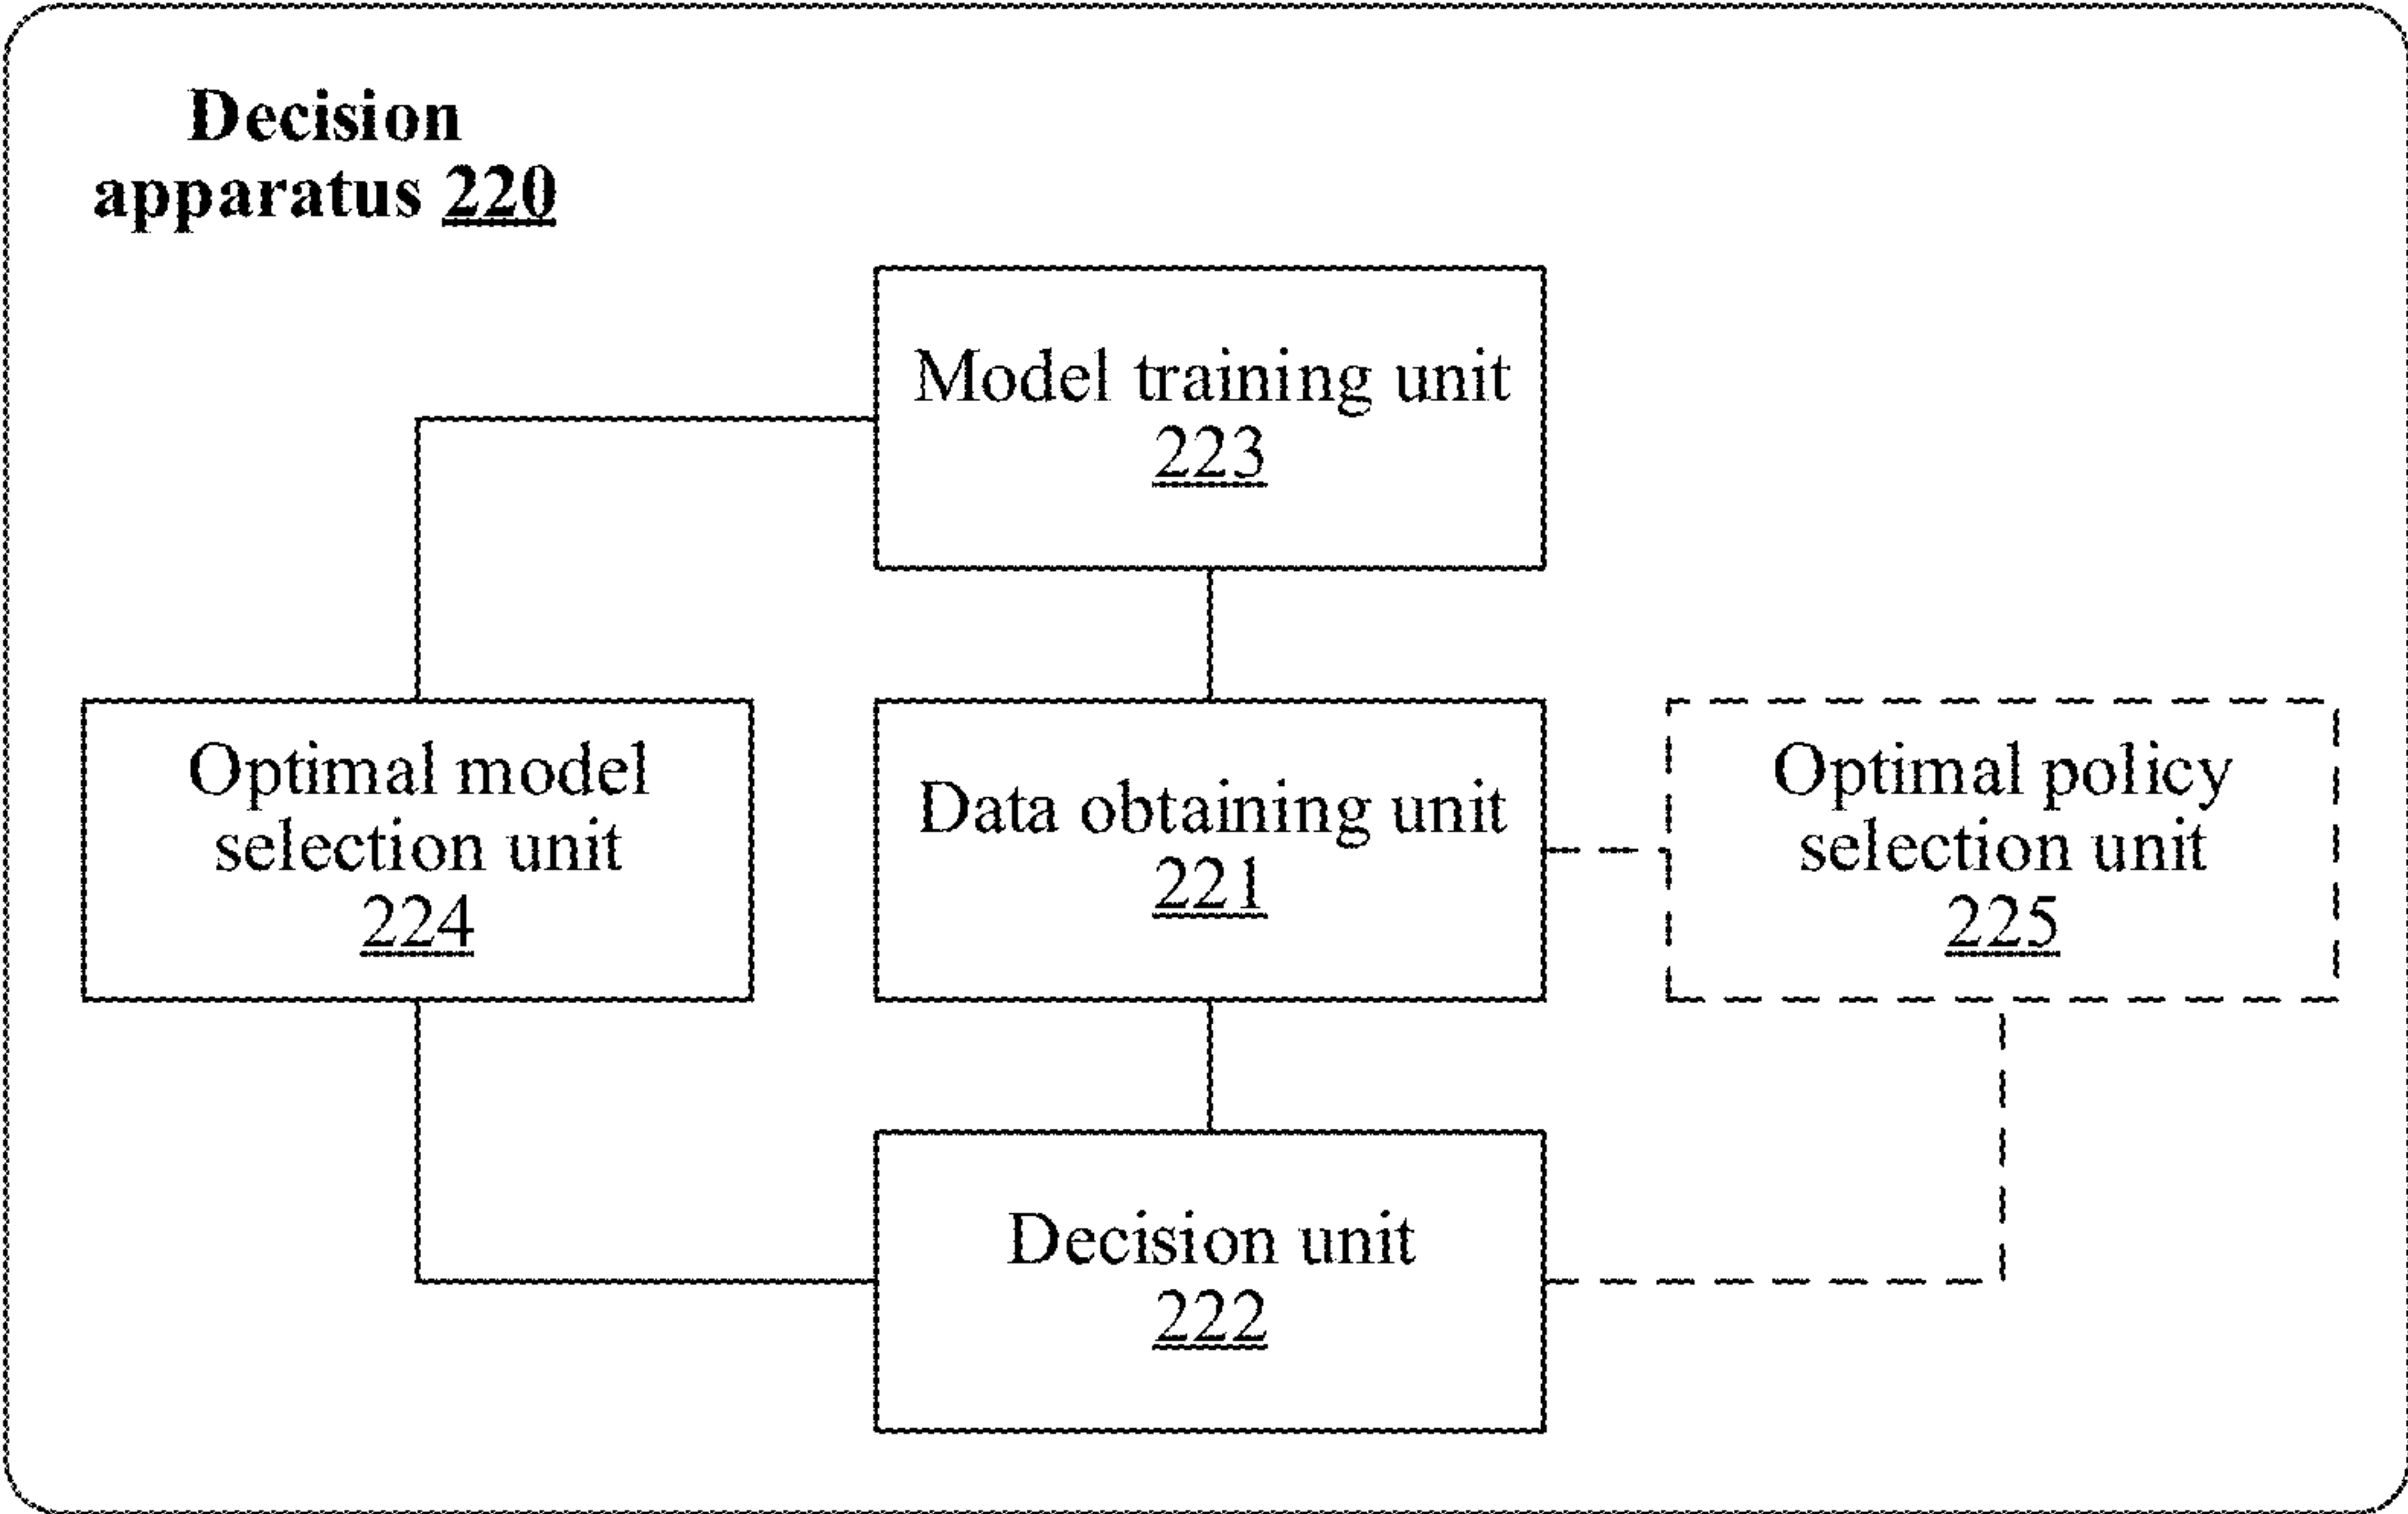 Decision
apparatus 220
Model training unit
223
Optimal model
selection unit
224
Data obtaining unit
221
Optimal policy
selection unit
225
Decision unit
222